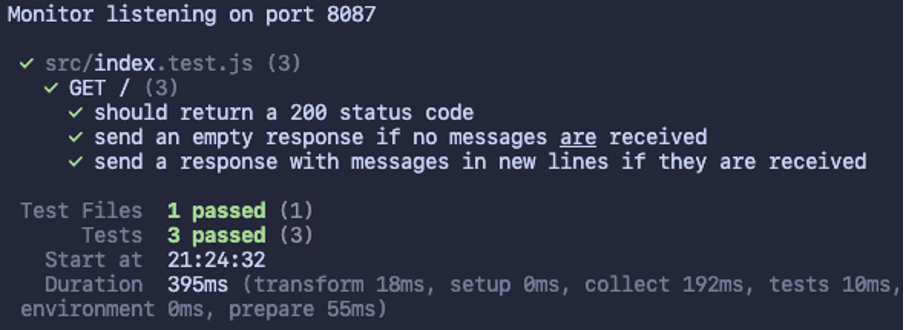 Monitor listening on port 8087
✓ src/index.test.js (3)
✓ GET / (3)
✓ should return a 200 status code
✓ send an empty response if no messages are received
✓ send a response with messages in new lines if they are received
Test Files 1 passed (1)
Tests 3 passed (3)
Start at 21:24:32
Duration 395ms (transform 18ms, setup 0ms, collect 192ms, tests 10ms,
environment 0ms, prepare 55ms)